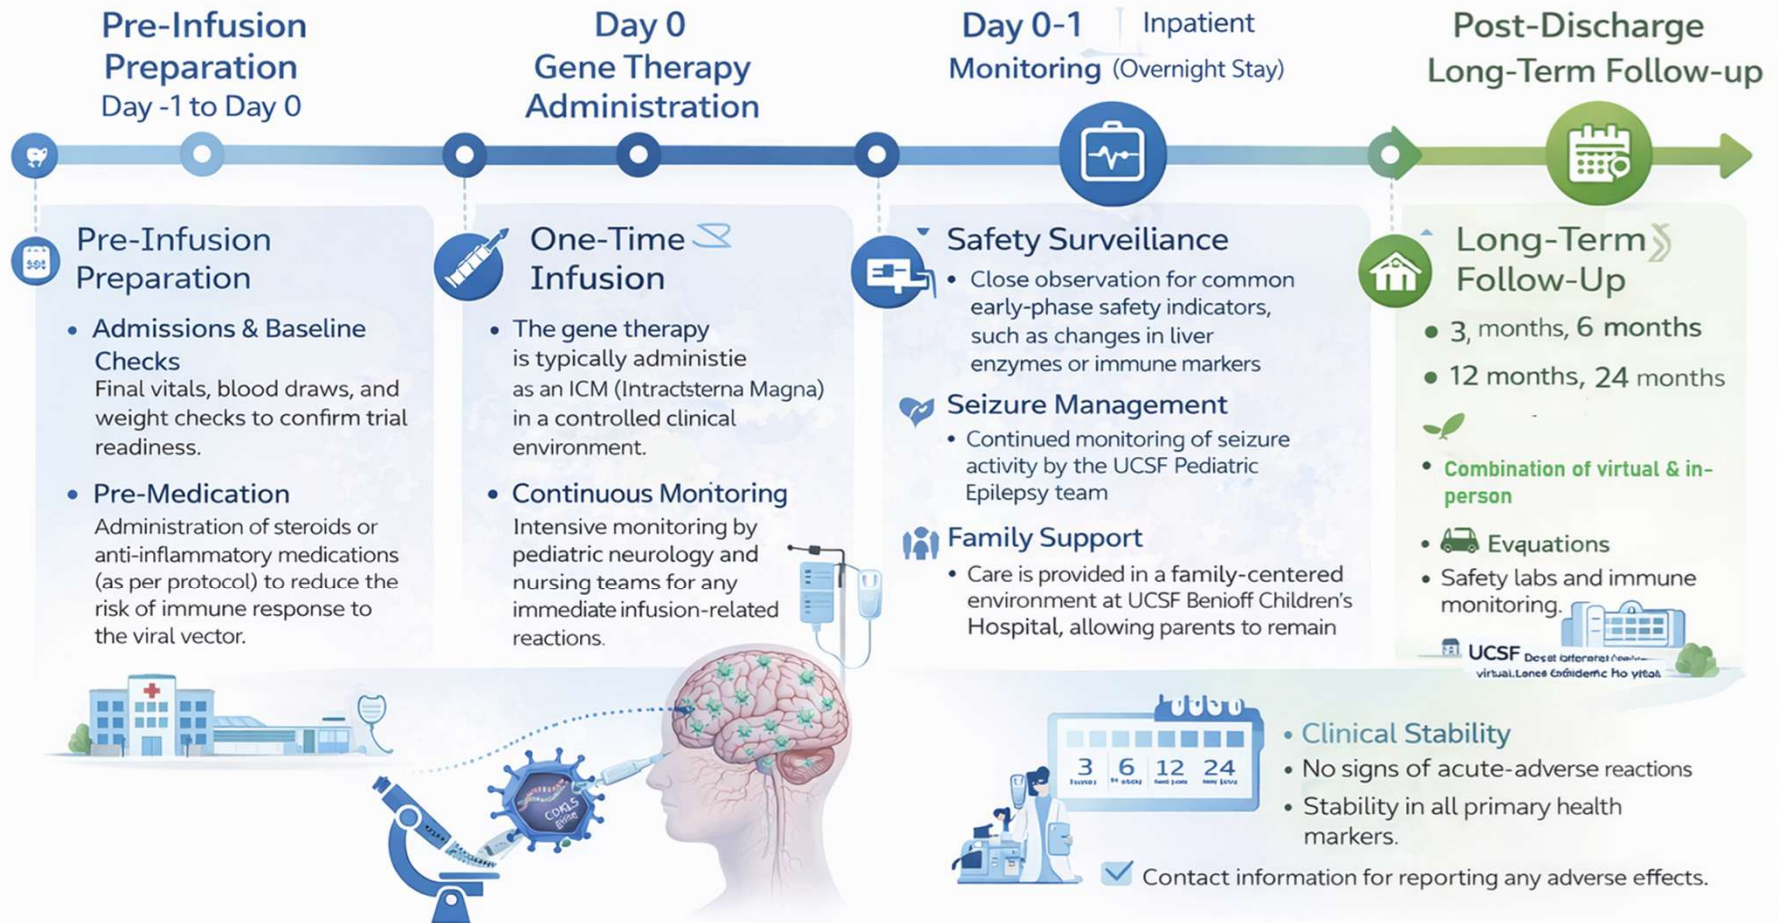 Pre-Infusion
Preparation
Day -1 to Day 0
Day 0
Gene Therapy
Administration
Day 0-1
Inpatient
Monitoring (Overnight Stay)
Post-Discharge
Long-Term Follow-up
Pre-Infusion
Preparation
• Admissions & Baseline
Checks
Final vitals, blood draws, and
weight checks to confirm trial
readiness.
• Pre-Medication
Administration of steroids or
anti-inflammatory medications
(as per protocol) to reduce the
risk of immune response to
the viral vector.
One-Time
Infusion
• The gene therapy
is typically administie
as an ICM (Intractsterna Magna)
in a controlled clinical
environment.
• Continuous Moritoring
Intensive monitoring by
pediatric neurology and
nursing teams for any
immediate infusion-related
reactions.
Safety Surveiliance
• Close observation for common
early-phase safety indicators,
such as changes in liver
enzymes or immune markers
Seizure Management
• Continued monitoring of seizure
activity by the UCSF Pediatric
Epilepsy team
Family Support
• Care is provided in a family-centered
environment at UCSF Benioff Children's
Hospital, allowing parents to remain
Long-Term
Follow-Up
• 3, months, 6 months
• 12 months, 24 months
• Combination of virtual & in-
person
• Evquations
• Safety labs and immune
monitoring.
UCSF
CDKL5
3 6 12 24
• Clinical Stability
• No signs of acute-adverse reactions
• Stability in all primary health
markers.
Contact information for reporting any adverse effects.